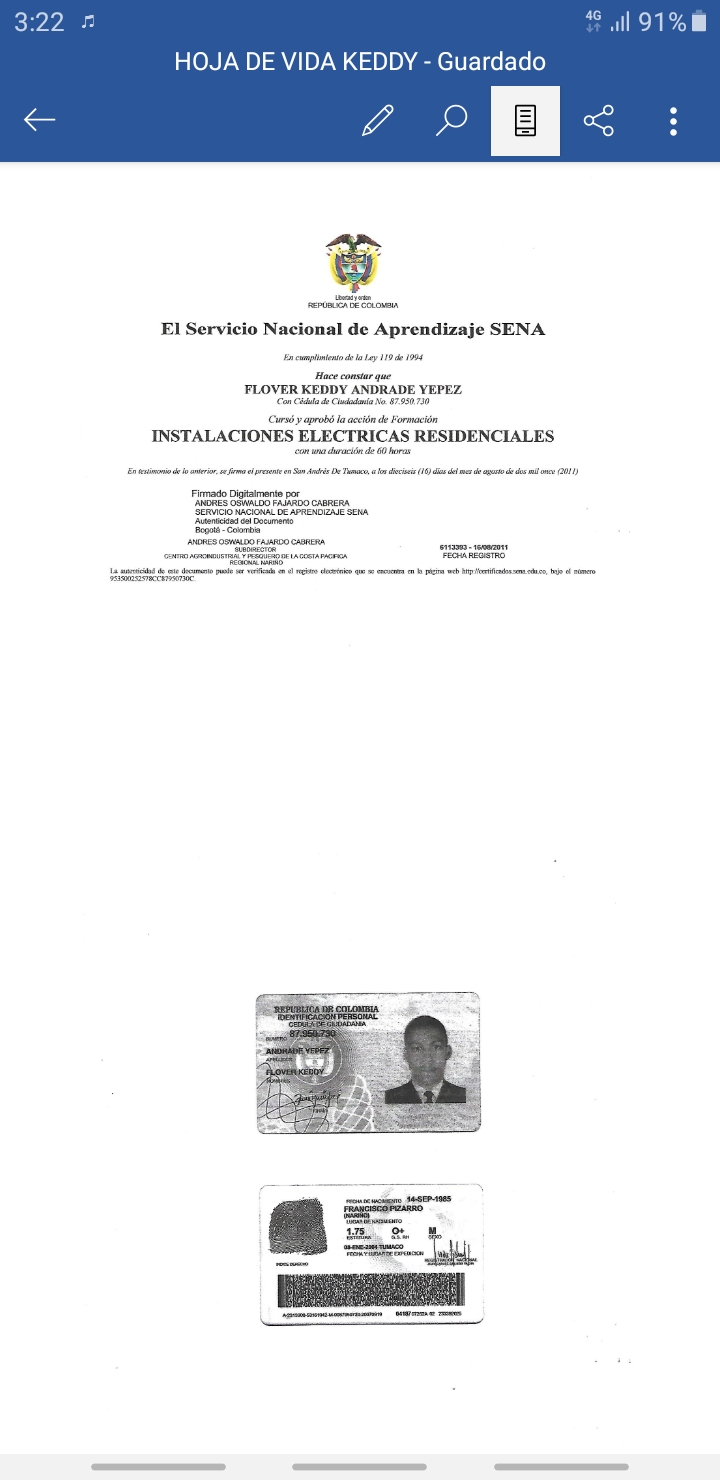 3:22
4G
91%
HOJA DE VIDA KEDDY - Guardado
Libertad y orden
REPÚBLICA DE COLOMBIA
El Servicio Nacional de Aprendizaje SENA
En cumplimiento de la Ley 119 de 1994
Hace constar que
FLOVER KEDDY ANDRADE YEPEZ
Con Cédula de Ciudadanía No. 87.950.730
Cursó y aprobó la acción de Formación
INSTALACIONES ELECTRICAS RESIDENCIALES
con una duración de 60 horas
En testimonio de lo anterior, se firma el presente en San Andrés De Tumaco, a los dieciseis (16) días del mes de agosto de dos mil once (2011)
Firmado Digitalmente por
ANDRES OSWALDO FAJARDO CABRERA
SERVICIO NACIONAL DE APRENDIZAJE SENA
Autenticidad del Documento
Bogotá - Colombia
ANDRES OSWALDO FAJARDO CABRERA
SUBDIRECTOR
CENTRO AGROINDUSTRIAL Y PESQUERO DE LA COSTA PACIFICA
REGIONAL NARIÑO
6113393 - 16/08/2011
FECHA REGISTRO
La autenticidad de este documento puede ser verificada en el registro electrónico que se encuentra en la página web http://certificados.sena.edu.co, bajo el número
953500252578CC87950730C.
REPUBLICA DE COLOMBIA
IDENTIFICACION PERSONAL
CEDULA DE CIUDADANIA
NUMERO 87.950.730
ANDRADE YEPEZ
APELLIDOS
FLOVER KEDDY
NOMBRES
FIRMA
FECHA DE NACIMIENTO 14-SEP-1985
FRANCISCO PIZARRO
(NARIÑO)
LUGAR DE NACIMIENTO
1.75 O+ M
ESTATURA G.S. RH SEXO
08-ENE-2004 TUMACO
FECHA Y LUGAR DE EXPEDICION
INDICE DERECHO
REGISTRADOR NACIONAL